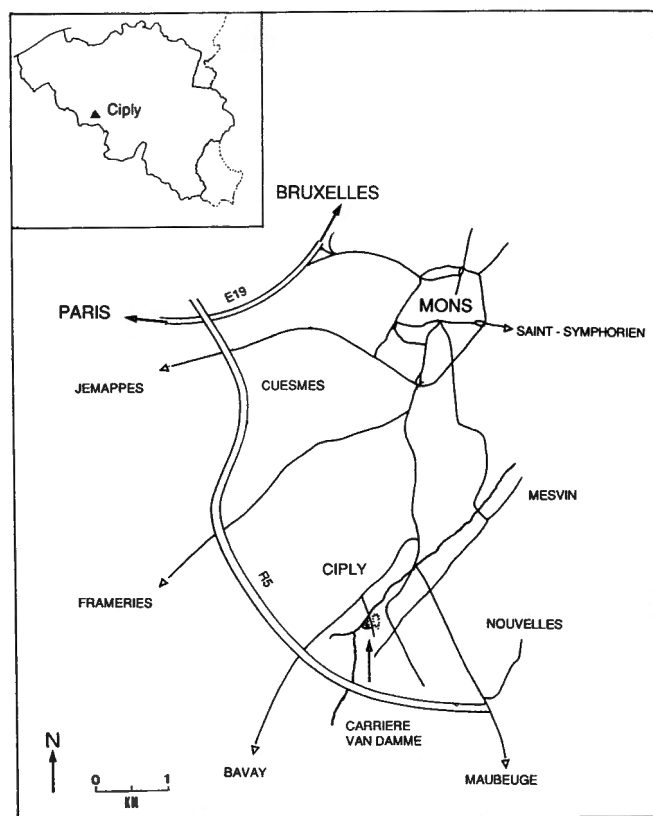 Ciply
BRUXELLES
E19
PARIS
MONS
SAINT - SYMPHORIEN
JEMAPPES
CUESMES
MESVIN
CIPLY
R5
FRAMERIES
NOUVELLES
CARRIERE
VAN DAMME
N
BAVAY
MAUBEUGE
0 1
KM